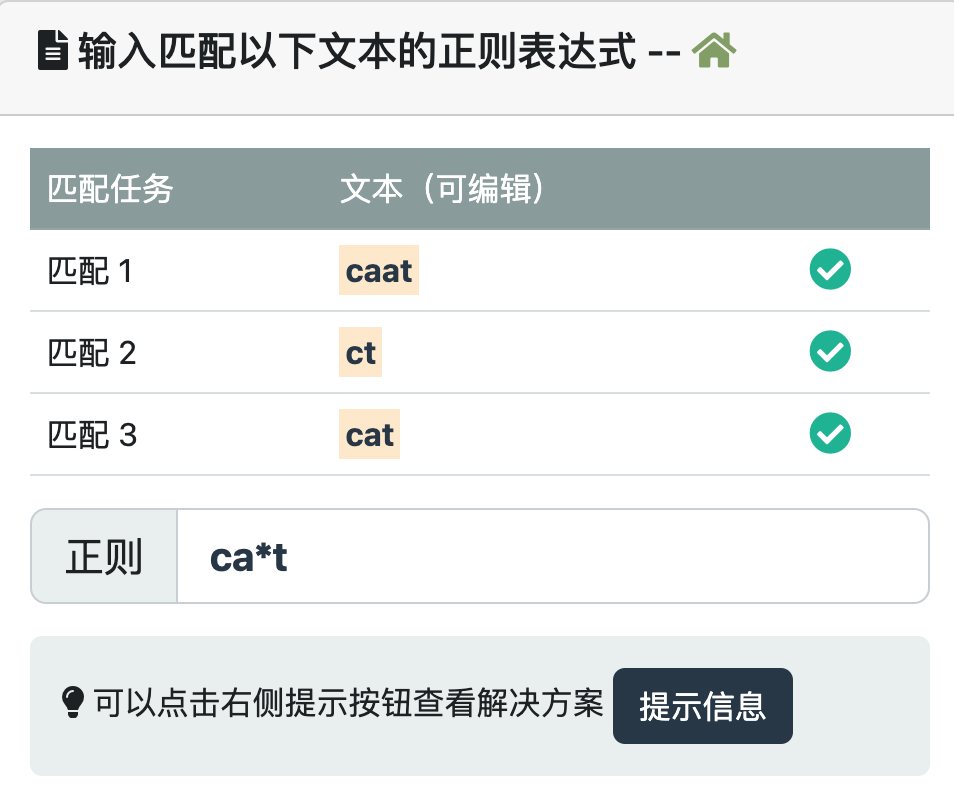 输入匹配以下文本的正则表达式 --
匹配任务 文本（可编辑）
匹配 1 caat
匹配 2 ct
匹配 3 cat
正则 ca*t
可以点击右侧提示按钮查看解决方案 提示信息